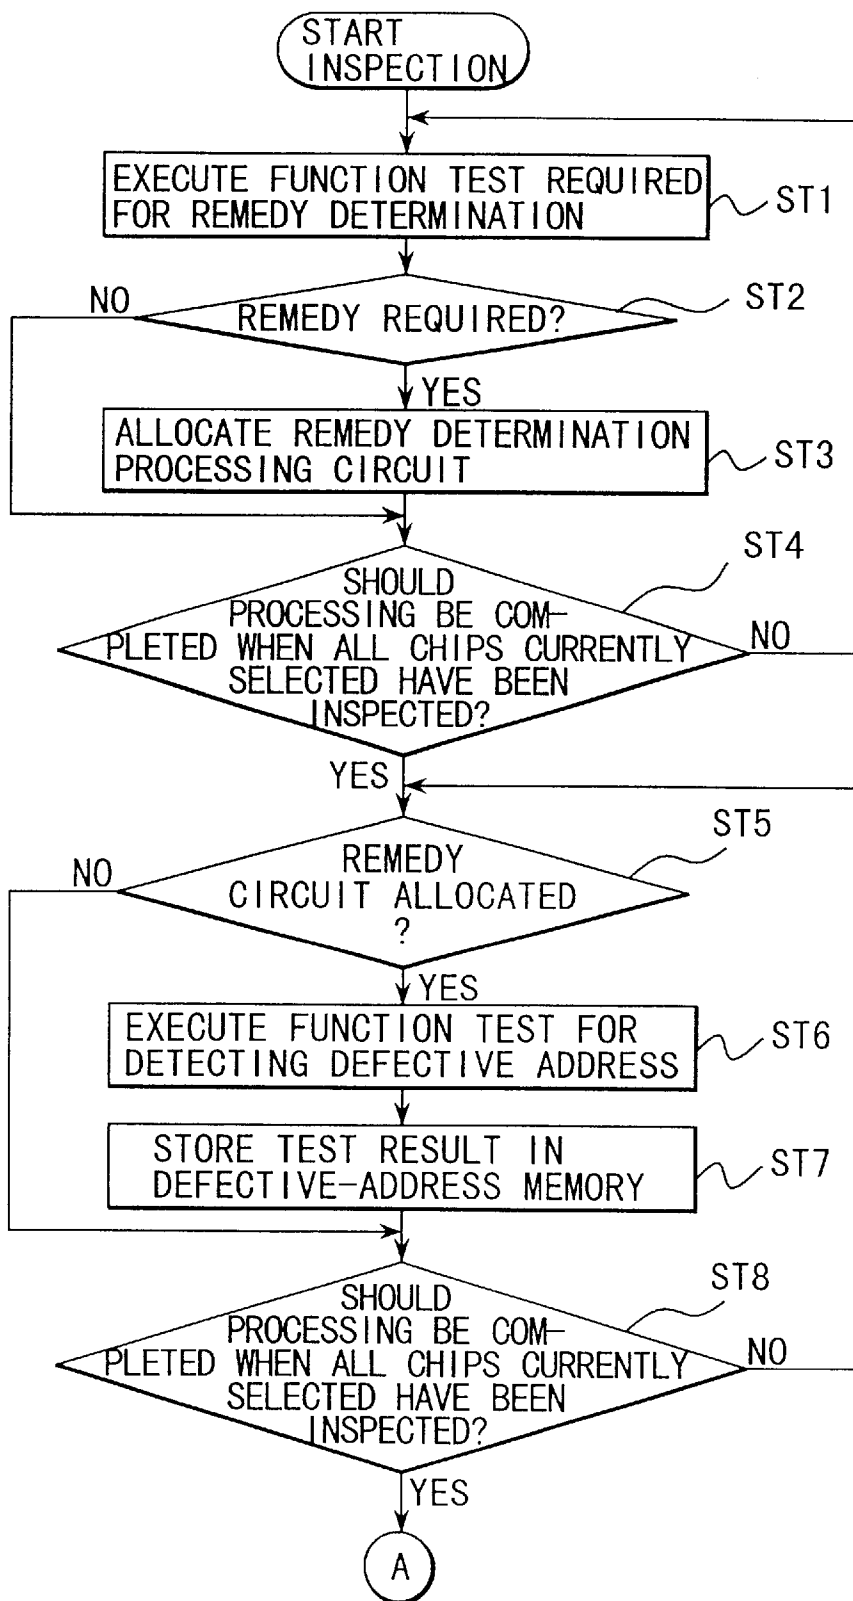 START
INSPECTION
EXECUTE FUNCTION TEST REQUIRED
FOR REMEDY DETERMINATION
ST1
NO
REMEDY REQUIRED?
ST2
YES
ALLOCATE REMEDY DETERMINATION
PROCESSING CIRCUIT
ST3
ST4
SHOULD
PROCESSING BE COM-
PLETED WHEN ALL CHIPS CURRENTLY
SELECTED HAVE BEEN
INSPECTED?
NO
YES
ST5
NO
REMEDY
CIRCUIT ALLOCATED
?
YES
EXECUTE FUNCTION TEST FOR
DETECTING DEFECTIVE ADDRESS
ST6
STORE TEST RESULT IN
DEFECTIVE-ADDRESS MEMORY
ST7
ST8
SHOULD
PROCESSING BE COM-
PLETED WHEN ALL CHIPS CURRENTLY
SELECTED HAVE BEEN
INSPECTED?
NO
YES
A